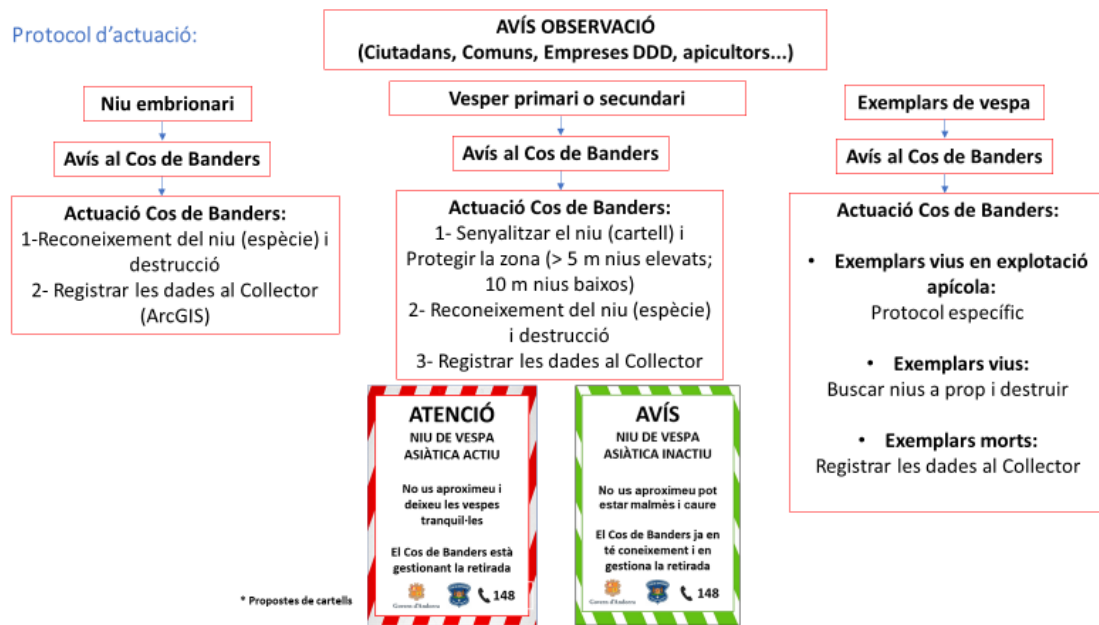 Protocol d’actuació:
AVÍS OBSERVACIÓ
(Ciutadans, Comuns, Empreses DDD, apicultors...)
Niu embrionari
Avís al Cos de Banders
Actuació Cos de Banders:
1-Reconeixement del niu (espècie) i
destrucció
2- Registrar les dades al Collector
(ArcGIS)
Vesper primari o secundari
Avís al Cos de Banders
Actuació Cos de Banders:
1- Senyalitzar el niu (cartell) i
Protegir la zona (> 5 m nius elevats;
10 m nius baixos)
2- Reconeixement del niu (espècie)
i destrucció
3- Registrar les dades al Collector
Exemplars de vespa
Avís al Cos de Banders
Actuació Cos de Banders:
• Exemplars vius en explotació
apícola:
Protocol específic
• Exemplars vius:
Buscar nius a prop i destruir
• Exemplars morts:
Registrar les dades al Collector
ATENCIÓ
NIU DE VESPA
ASIÀTICA ACTIU
No us aproximeu i
deixeu les vespes
tranquil·les
El Cos de Banders està
gestionant la retirada
Govern d'Andorra
148
AVÍS
NIU DE VESPA
ASIÀTICA INACTIU
No us aproximeu pot
estar malmès i caure
El Cos de Banders ja en
té coneixement i en
gestiona la retirada
Govern d'Andorra
148
* Propostes de cartells